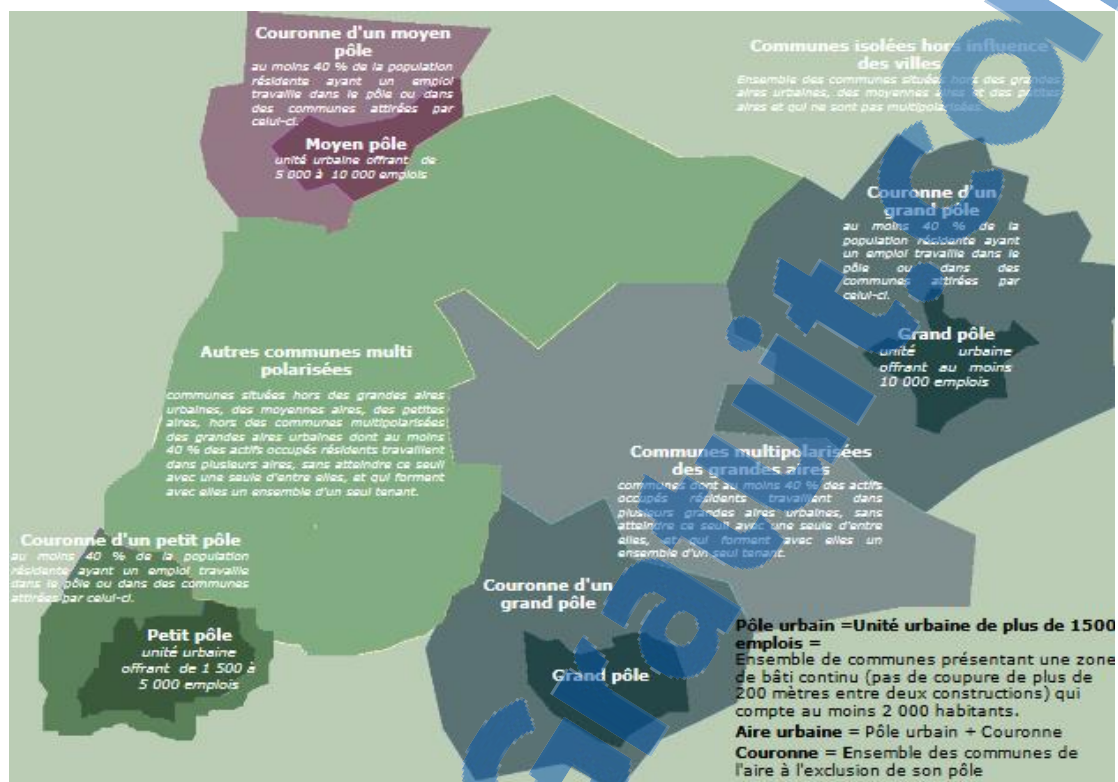 Couronne d'un moyen
pôle
au moins 40 % de la population
résidente ayant un emploi
travaille dans le pôle ou dans
des communes attirées par
celui-ci.
Moyen pôle
unité urbaine offrant de
5 000 à 10 000 emplois
Communes isolées hors influence
des villes
Ensemble des communes situées hors des grandes
aires urbaines, des moyennes aires et des petites
aires et qui ne sont pas multipolarisées.
Couronne d'un
grand pôle
au moins 40 % de la
population résidente ayant
un emploi travaille dans le
pôle ou dans des
communes attirées par
celui-ci.
Grand pôle
unité urbaine
offrant au moins
10 000 emplois
Autres communes multi
polarisées
communes situées hors des grandes aires
urbaines, des moyennes aires, des petites
aires, hors des communes multipolarisées
des grandes aires urbaines dont au moins
40 % des actifs occupés résidents travaillent
dans plusieurs aires, sans atteindre ce seuil
avec une seule d'entre elles, et qui forment
avec elles un ensemble d'un seul tenant.
Communes multipolarisées
des grandes aires
communes dont au moins 40 % des actifs
occupés résidents travaillent dans
plusieurs grandes aires urbaines, sans
atteindre ce seuil avec une seule d'entre
elles, et qui forment avec elles un
ensemble d'un seul tenant.
Couronne d'un petit pôle
au moins 40 % de la population
résidente ayant un emploi travaille
dans le pôle ou dans des communes
attirées par celui-ci.
Petit pôle
unité urbaine
offrant de 1 500 à
5 000 emplois
Couronne d'un
grand pôle
Grand pôle
Pôle urbain =Unité urbaine de plus de 1500
emplois =
Ensemble de communes présentant une zone
de bâti continu (pas de coupure de plus de
200 mètres entre deux constructions) qui
compte au moins 2 000 habitants.
Aire urbaine = Pôle urbain + Couronne
Couronne = Ensemble des communes de
l'aire à l'exclusion de son pôle